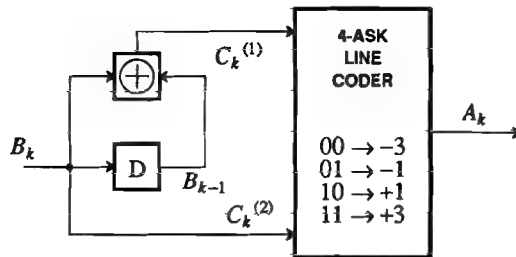 4-ASK
LINE
CODER
C_k^(1)
A_k
B_k
D
B_{k-1}
C_k^(2)
00 → −3
01 → −1
10 → +1
11 → +3